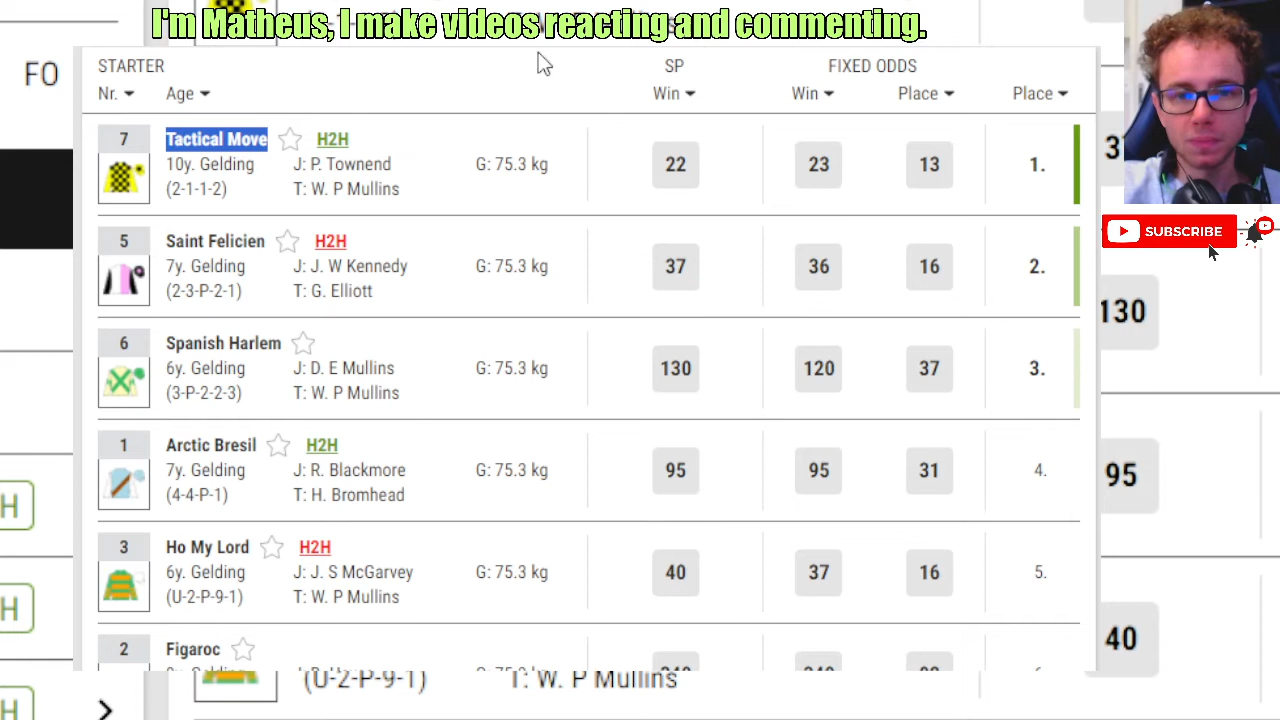 I'm Matheus, I make videos reacting and commenting.
FO
STARTER SP FIXED ODDS
Nr. Age Win Win Place Place
7 Tactical Move H2H
10y. Gelding J: P. Townend G: 75.3 kg 22 23 13 1.
(2-1-1-2) T: W. P Mullins
SUBSCRIBE
5 Saint Felicien H2H
7y. Gelding J: J. W Kennedy G: 75.3 kg 37 36 16 2.
(2-3-P-2-1) T: G. Elliott
130
6 Spanish Harlem
6y. Gelding J: D. E Mullins G: 75.3 kg 130 120 37 3.
(3-P-2-2-3) T: W. P Mullins
1 Arctic Bresil H2H
7y. Gelding J: R. Blackmore G: 75.3 kg 95 95 31 4.
(4-4-P-1) T: H. Bromhead
95
H
3 Ho My Lord H2H
6y. Gelding J: J. S McGarvey G: 75.3 kg 40 37 16 5.
(U-2-P-9-1) T: W. P Mullins
H
40
2 Figaroc
(U-2-P-9-1) T: W. P Mullins
H